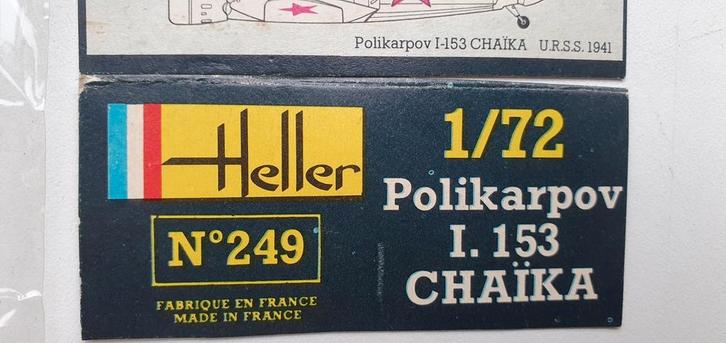 Polikarpov I-153 CHAÏKA U.R.S.S. 1941
Heller
1/72
Polikarpov
I. 153
CHAÏKA
N°249
FABRIQUE EN FRANCE
MADE IN FRANCE